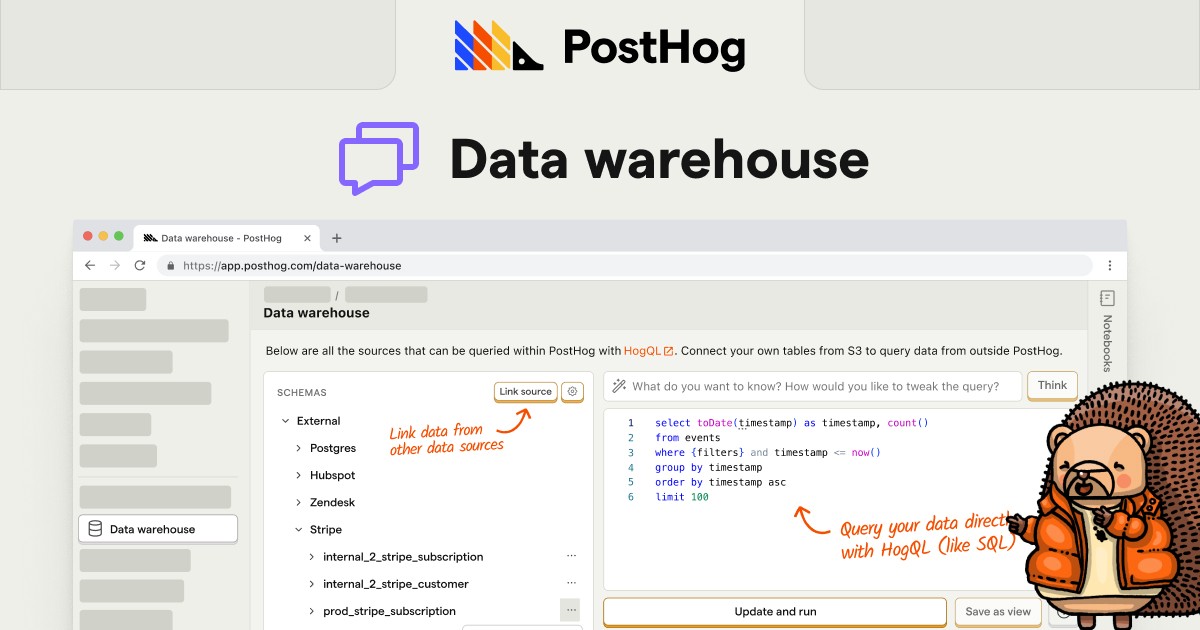 PostHog
Data warehouse
Data warehouse - PostHog
https://app.posthog.com/data-warehouse
/
Data warehouse
Notebooks
Below are all the sources that can be queried within PostHog with HogQL. Connect your own tables from S3 to query data from outside PostHog.
SCHEMAS
Link source
External
Postgres
Hubspot
Zendesk
Stripe
internal_2_stripe_subscription
internal_2_stripe_customer
prod_stripe_subscription
Link data from
other data sources
What do you want to know? How would you like to tweak the query?
Think
1 select toDate(timestamp) as timestamp, count()
2 from events
3 where {filters} and timestamp <= now()
4 group by timestamp
5 order by timestamp asc
6 limit 100
Query your data directl
with HogQL (like SQL)
Update and run
Save as view
Data warehouse